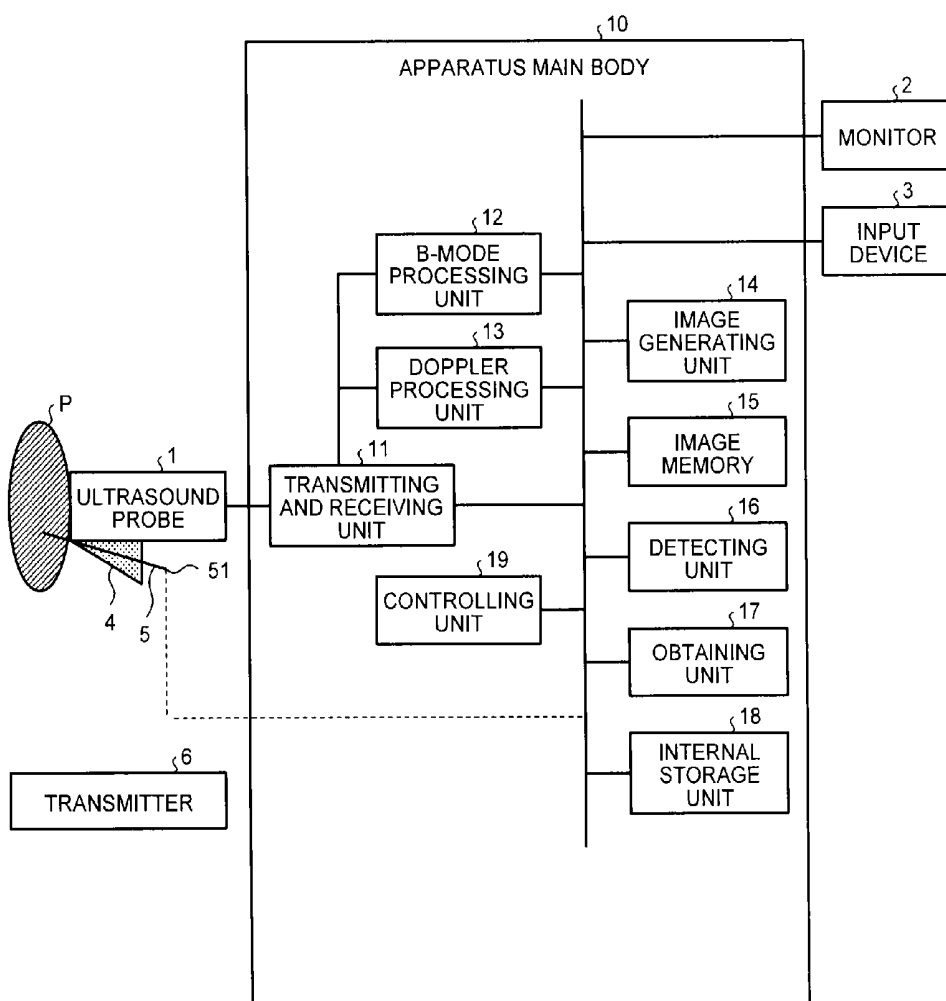 10
APPARATUS MAIN BODY
2
MONITOR
3
INPUT
DEVICE
12
B-MODE
PROCESSING
UNIT
14
IMAGE
GENERATING
UNIT
13
DOPPLER
PROCESSING
UNIT
P
15
IMAGE
MEMORY
1
ULTRASOUND
PROBE
11
TRANSMITTING
AND RECEIVING
UNIT
16
DETECTING
UNIT
51
4
5
19
CONTROLLING
UNIT
17
OBTAINING
UNIT
18
INTERNAL
STORAGE
UNIT
6
TRANSMITTER